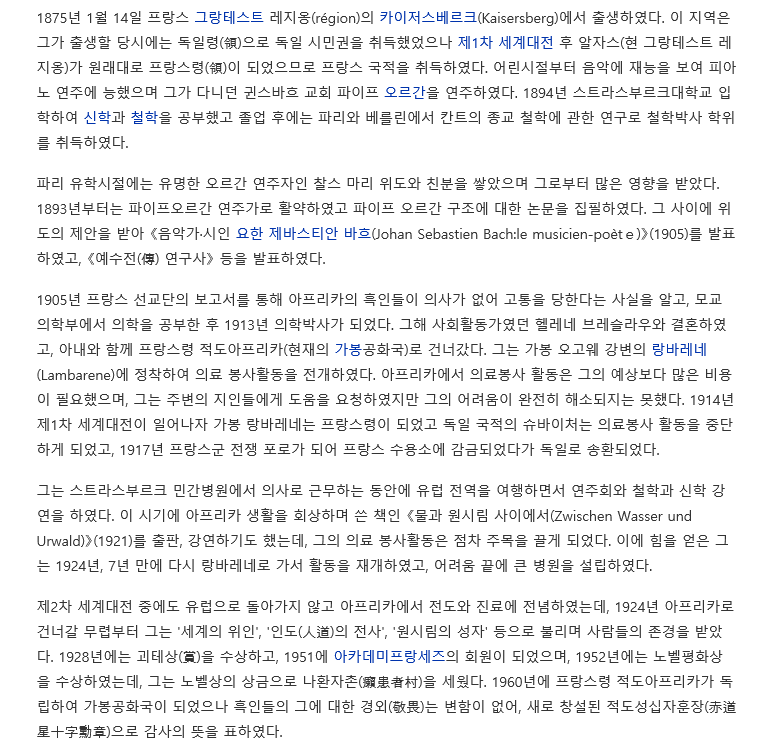 1875년 1월 14일 프랑스 그랑테스트 레지옹(région)의 카이저스베르크(Kaisersberg)에서 출생하였다. 이 지역은
그가 출생할 당시에는 독일령(領)으로 독일 시민권을 취득했었으나 제1차 세계대전 후 알자스(현 그랑테스트 레
지옹)가 원래대로 프랑스령(領)이 되었으므로 프랑스 국적을 취득하였다. 어린시절부터 음악에 재능을 보여 피아
노 연주에 능했으며 그가 다니던 귄스바흐 교회 파이프 오르간을 연주하였다. 1894년 스트라스부르크대학교 입
학하여 신학과 철학을 공부했고 졸업 후에는 파리와 베를린에서 칸트의 종교 철학에 관한 연구로 철학박사 학위
를 취득하였다.
파리 유학시절에는 유명한 오르간 연주자인 찰스 마리 위도와 친분을 쌓았으며 그로부터 많은 영향을 받았다.
1893년부터는 파이프오르간 연주가로 활약하였고 파이프 오르간 구조에 대한 논문을 집필하였다. 그 사이에 위
도의 제안을 받아 《음악가·시인 요한 제바스티안 바흐(Johan Sebastien Bach:le musicien-poèt e )》(1905)를 발표
하였고, 《예수전(傳) 연구사》 등을 발표하였다.
1905년 프랑스 선교단의 보고서를 통해 아프리카의 흑인들이 의사가 없어 고통을 당한다는 사실을 알고, 모교
의학부에서 의학을 공부한 후 1913년 의학박사가 되었다. 그해 사회활동가였던 헬레네 브레슬라우와 결혼하였
고, 아내와 함께 프랑스령 적도아프리카(현재의 가봉공화국)로 건너갔다. 그는 가봉 오고웨 강변의 랑바레네
(Lambarene)에 정착하여 의료 봉사활동을 전개하였다. 아프리카에서 의료봉사 활동은 그의 예상보다 많은 비용
이 필요했으며, 그는 주변의 지인들에게 도움을 요청하였지만 그의 어려움이 완전히 해소되지는 못했다. 1914년
제1차 세계대전이 일어나자 가봉 랑바레네는 프랑스령이 되었고 독일 국적의 슈바이처는 의료봉사 활동을 중단
하게 되었고, 1917년 프랑스군 전쟁 포로가 되어 프랑스 수용소에 감금되었다가 독일로 송환되었다.
그는 스트라스부르크 민간병원에서 의사로 근무하는 동안에 유럽 전역을 여행하면서 연주회와 철학과 신학 강
연을 하였다. 이 시기에 아프리카 생활을 회상하며 쓴 책인 《물과 원시림 사이에서(Zwischen Wasser und
Urwald)》(1921)를 출판, 강연하기도 했는데, 그의 의료 봉사활동은 점차 주목을 끌게 되었다. 이에 힘을 얻은 그
는 1924년, 7년 만에 다시 랑바레네로 가서 활동을 재개하였고, 어려움 끝에 큰 병원을 설립하였다.
제2차 세계대전 중에도 유럽으로 돌아가지 않고 아프리카에서 전도와 진료에 전념하였는데, 1924년 아프리카로
건너갈 무렵부터 그는 '세계의 위인', '인도(人道)의 전사', '원시림의 성자' 등으로 불리며 사람들의 존경을 받았
다. 1928년에는 괴테상(賞)을 수상하고, 1951에 아카데미프랑세즈의 회원이 되었으며, 1952년에는 노벨평화상
을 수상하였는데, 그는 노벨상의 상금으로 나환자촌(癩患者村)을 세웠다. 1960년에 프랑스령 적도아프리카가 독
립하여 가봉공화국이 되었으나 흑인들의 그에 대한 경외(敬畏)는 변함이 없어, 새로 창설된 적도성십자훈장(赤道
星十字勳章)으로 감사의 뜻을 표하였다.